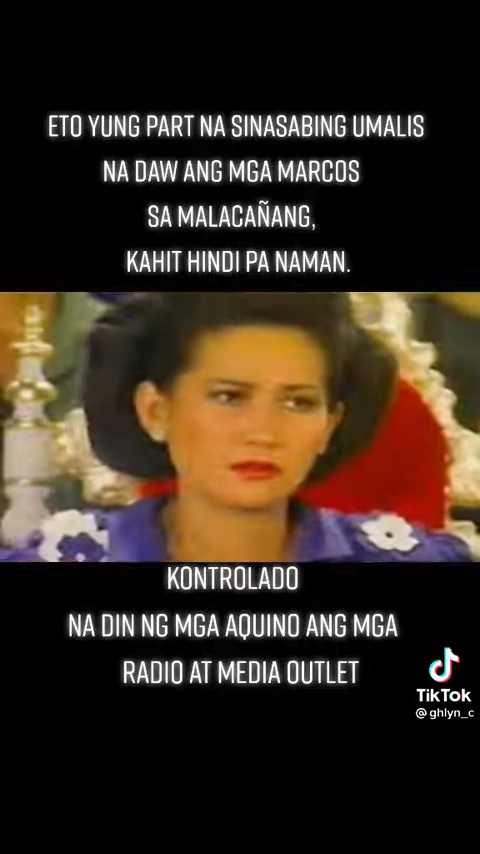 ETO YUNG PART NA SINASABING UMALIS
NA DAW ANG MGA MARCOS
SA MALACAÑANG,
KAHIT HINDI PA NAMAN.
KONTROLADO
NA DIN NG MGA AQUINO ANG MGA
RADIO AT MEDIA OUTLET
TikTok
@ghlyn_c